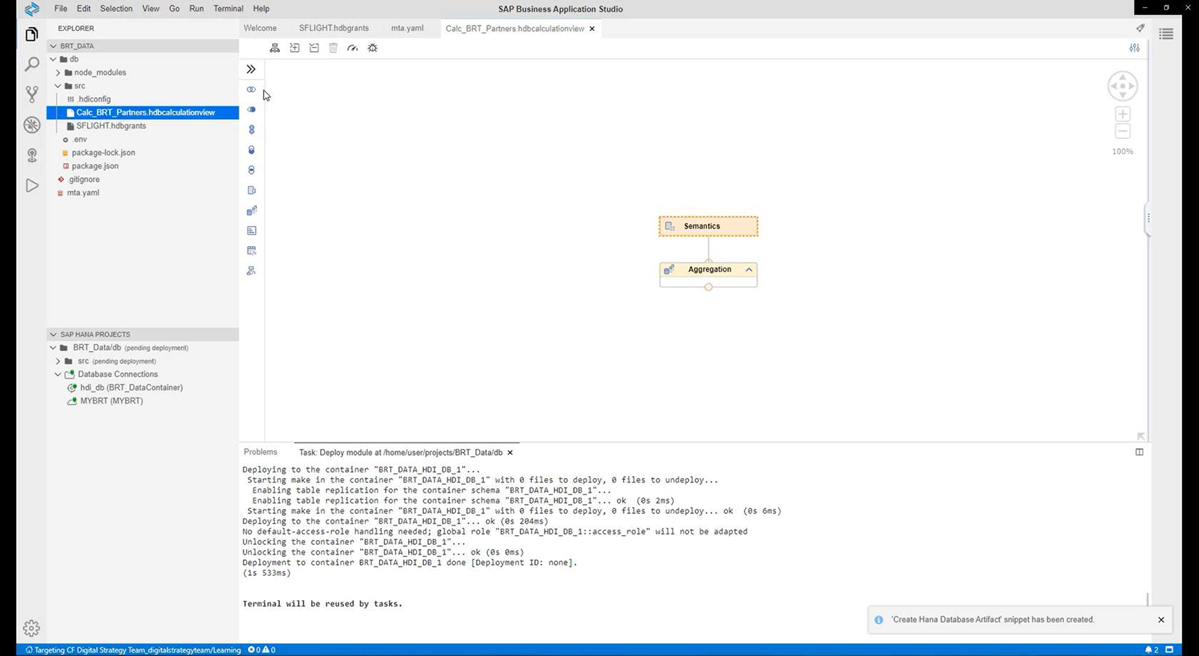 File Edit Selection View Go Run Terminal Help
SAP Business Application Studio
EXPLORER
BRT_DATA
db
node_modules
src
.hdiconfig
Calc_BRT_Partners.hdbcalculationview
SFLIGHT.hdbgrants
.env
package-lock.json
package.json
.gitignore
mta.yaml
SAP HANA PROJECTS
BRT_Data/db (pending deployment)
src (pending deployment)
Database Connections
hdi_db (BRT_DataContainer)
MYBRT (MYBRT)
Welcome SFLIGHT.hdbgrants mta.yaml Calc_BRT_Partners.hdbcalculationview
100%
Semantics
Aggregation
Problems Task: Deploy module at /home/user/projects/BRT_Data/db
Deploying to the container "BRT_DATA_HDI_DB_1"...
Starting make in the container "BRT_DATA_HDI_DB_1" with 0 files to deploy, 0 files to undeploy...
Enabling table replication for the container schema "BRT_DATA_HDI_DB_1"...
Enabling table replication for the container schema "BRT_DATA_HDI_DB_1"... ok (0s 2ms)
Starting make in the container "BRT_DATA_HDI_DB_1" with 0 files to deploy, 0 files to undeploy... ok (0s 6ms)
Deploying to the container "BRT_DATA_HDI_DB_1"... ok (0s 204ms)
No default-access-role handling needed; global role "BRT_DATA_HDI_DB_1::access_role" will not be adapted
Unlocking the container "BRT_DATA_HDI_DB_1"...
Unlocking the container "BRT_DATA_HDI_DB_1"... ok (0s 0ms)
Deployment to container BRT_DATA_HDI_DB_1 done [Deployment ID: none].
(1s 533ms)
Terminal will be reused by tasks.
'Create Hana Database Artifact' snippet has been created.
Targeting CF Digital Strategy Team_digitalstrategyteam/Learning 0 0
2